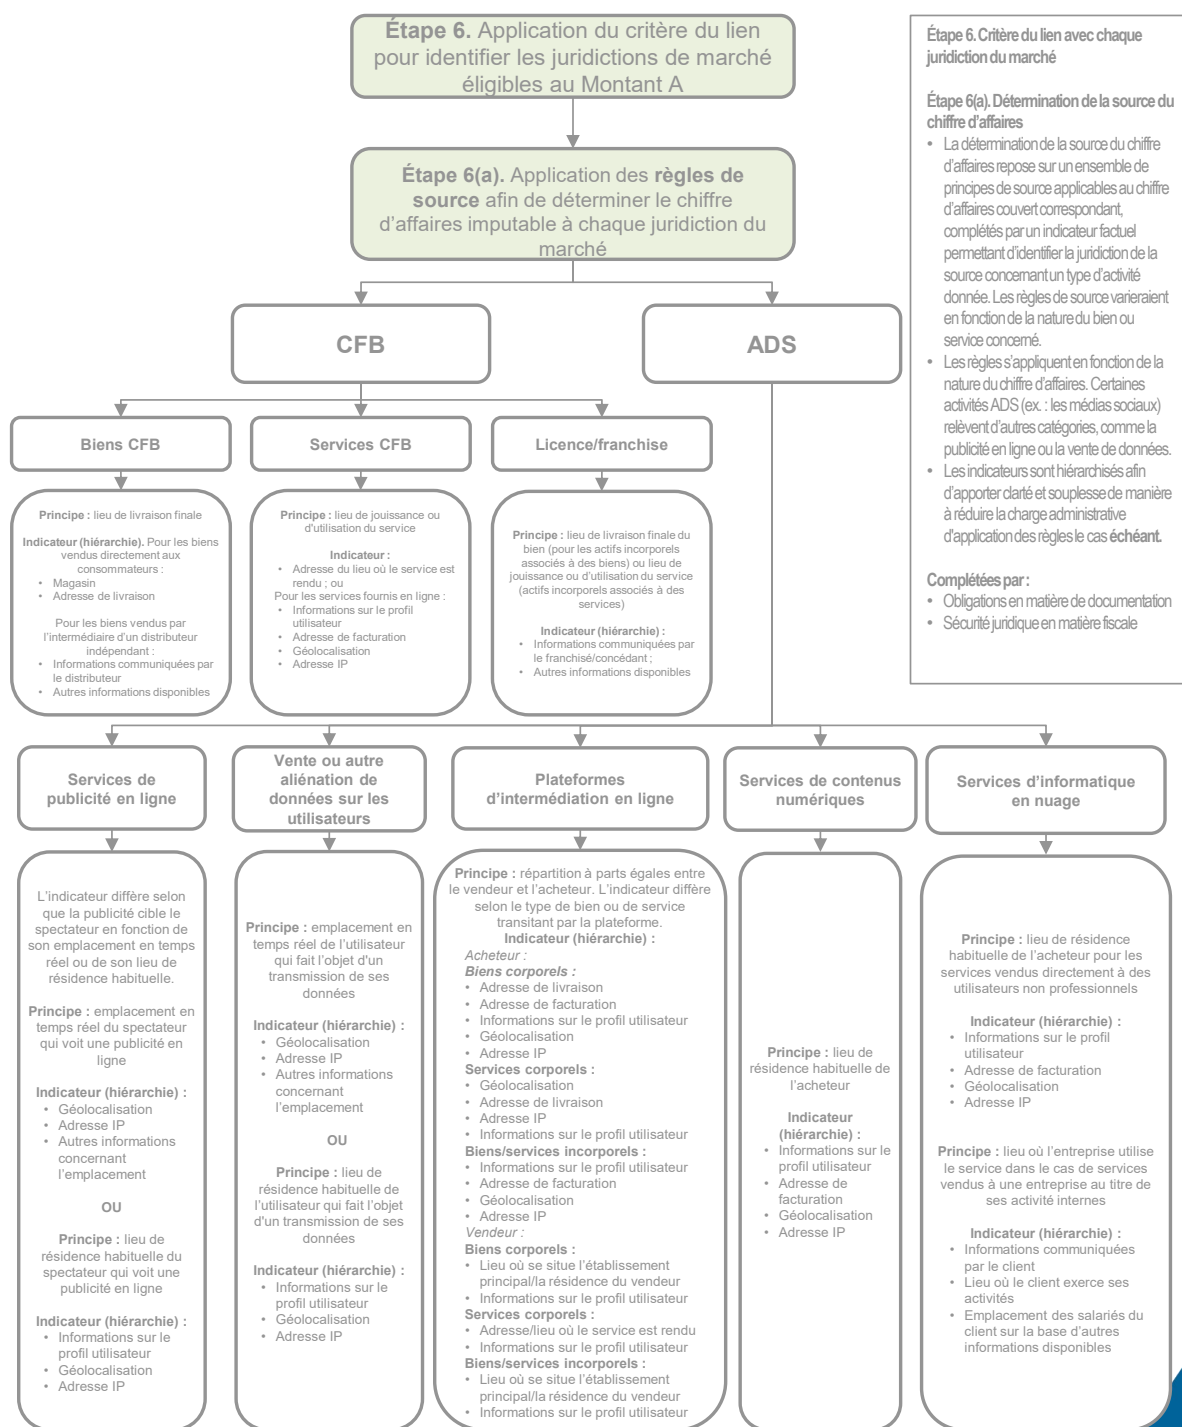 Étape 6. Application du critère du lien
pour identifier les juridictions de marché
éligibles au Montant A
Étape 6(a). Application des règles de
source afin de déterminer le chiffre
d'affaires imputable à chaque juridiction du
marché
CFB
ADS
Biens CFB
Services CFB
Licence/franchise
Principe : lieu de livraison finale
Indicateur (hiérarchie). Pour les biens
vendus directement aux
consommateurs :
• Magasin
• Adresse de livraison
Pour les biens vendus par
l'intermédiaire d'un distributeur
indépendant :
• Informations communiquées par
le distributeur
• Autres informations disponibles
Principe : lieu de jouissance ou
d'utilisation du service
Indicateur :
• Adresse du lieu où le service est
rendu ; ou
Pour les services fournis en ligne :
• Informations sur le profil
utilisateur
• Adresse de facturation
• Géolocalisation
• Adresse IP
Principe : lieu de livraison finale du
bien (pour les actifs incorporels
associés à des biens) ou lieu de
jouissance ou d'utilisation du service
(actifs incorporels associés à des
services)
Indicateur (hiérarchie) :
• Informations communiquées par
le franchisé/concédant ;
• Autres informations disponibles
Étape 6. Critère du lien avec chaque
juridiction du marché
Étape 6(a). Détermination de la source du
chiffre d'affaires
• La détermination de la source du chiffre
d'affaires repose sur un ensemble de
principes de source applicables au chiffre
d'affaires couvert correspondant,
complétés par un indicateur factuel
permettant d'identifier la juridiction de la
source concernant un type d'activité
donnée. Les règles de source varieraient
en fonction de la nature du bien ou
service concerné.
• Les règles s'appliquent en fonction de la
nature du chiffre d'affaires. Certaines
activités ADS (ex. : les médias sociaux)
relèvent d'autres catégories, comme la
publicité en ligne ou la vente de données.
• Les indicateurs sont hiérarchisés afin
d'apporter clarté et souplesse de manière
à réduire la charge administrative
d'application des règles le cas échéant.
Complétées par :
• Obligations en matière de documentation
• Sécurité juridique en matière fiscale
Services de
publicité en ligne
Vente ou autre
aliénation de
données sur les
utilisateurs
Plateformes
d'intermédiation en ligne
Services de contenus
numériques
Services d'informatique
en nuage
L'indicateur diffère selon
que la publicité cible le
spectateur en fonction de
son emplacement en temps
réel ou de son lieu de
résidence habituelle.
Principe : emplacement en
temps réel du spectateur
qui voit une publicité en
ligne
Indicateur (hiérarchie) :
• Géolocalisation
• Adresse IP
• Autres informations
concernant
l'emplacement
OU
Principe : lieu de
résidence habituelle du
spectateur qui voit une
publicité en ligne
Indicateur (hiérarchie) :
• Informations sur le
profil utilisateur
• Géolocalisation
• Adresse IP
Principe : emplacement en
temps réel de l'utilisateur
qui fait l'objet d'un
transmission de ses
données
Indicateur (hiérarchie) :
• Géolocalisation
• Adresse IP
• Autres informations
concernant
l'emplacement
OU
Principe : lieu de
résidence habituelle de
l'utilisateur qui fait l'objet
d'un transmission de ses
données
Indicateur (hiérarchie) :
• Informations sur le
profil utilisateur
• Géolocalisation
• Adresse IP
Principe : répartition à parts égales entre
le vendeur et l'acheteur. L'indicateur diffère
selon le type de bien ou de service
transitant par la plateforme.
Indicateur (hiérarchie) :
Acheteur :
Biens corporels :
• Adresse de livraison
• Adresse de facturation
• Informations sur le profil utilisateur
• Géolocalisation
• Adresse IP
Services corporels :
• Géolocalisation
• Adresse de livraison
• Adresse IP
• Informations sur le profil utilisateur
Biens/services incorporels :
• Informations sur le profil utilisateur
• Adresse de facturation
• Géolocalisation
• Adresse IP
Vendeur :
Biens corporels :
• Lieu où se situe l'établissement
principal/la résidence du vendeur
• Informations sur le profil utilisateur
Services corporels :
• Adresse/lieu où le service est rendu
• Informations sur le profil utilisateur
Biens/services incorporels :
• Lieu où se situe l'établissement
principal/la résidence du vendeur
• Informations sur le profil utilisateur
Principe : lieu de
résidence habituelle de
l'acheteur
Indicateur
(hiérarchie) :
• Informations sur le
profil utilisateur
• Adresse de
facturation
• Géolocalisation
• Adresse IP
Principe : lieu de résidence
habituelle de l'acheteur pour les
services vendus directement à des
utilisateurs non professionnels
Indicateur (hiérarchie) :
• Informations sur le profil
utilisateur
• Adresse de facturation
• Géolocalisation
• Adresse IP
Principe : lieu où l'entreprise utilise
le service dans le cas de services
vendus à une entreprise au titre de
ses activité internes
Indicateur (hiérarchie) :
• Informations communiquées
par le client
• Lieu où le client exerce ses
activités
• Emplacement des salariés du
client sur la base d'autres
informations disponibles